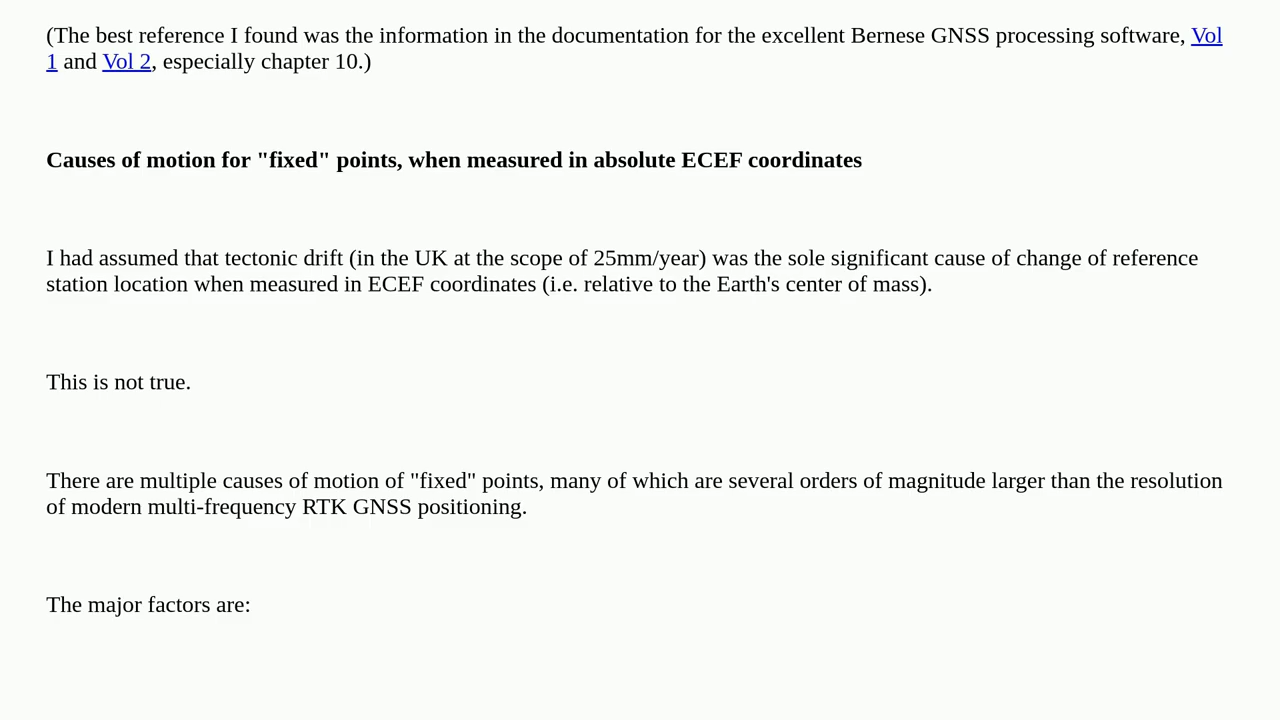 (The best reference I found was the information in the documentation for the excellent Bernese GNSS processing software, Vol
1 and Vol 2, especially chapter 10.)
Causes of motion for "fixed" points, when measured in absolute ECEF coordinates
I had assumed that tectonic drift (in the UK at the scope of 25mm/year) was the sole significant cause of change of reference
station location when measured in ECEF coordinates (i.e. relative to the Earth's center of mass).
This is not true.
There are multiple causes of motion of "fixed" points, many of which are several orders of magnitude larger than the resolution
of modern multi-frequency RTK GNSS positioning.
The major factors are: